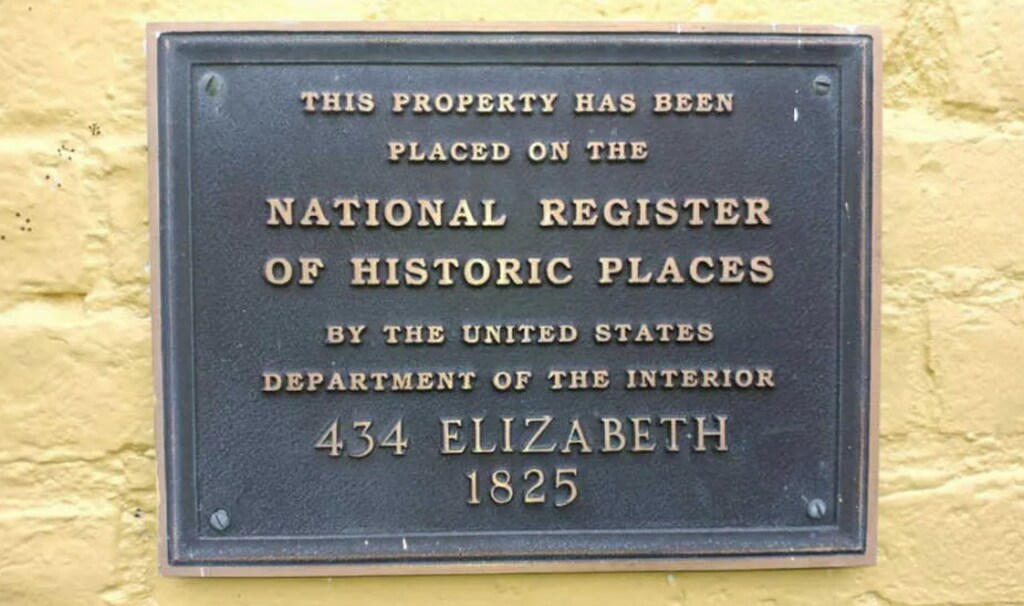 THIS PROPERTY HAS BEEN
PLACED ON THE
NATIONAL REGISTER
OF HISTORIC PLACES
BY THE UNITED STATES
DEPARTMENT OF THE INTERIOR
434 ELIZABETH
1825